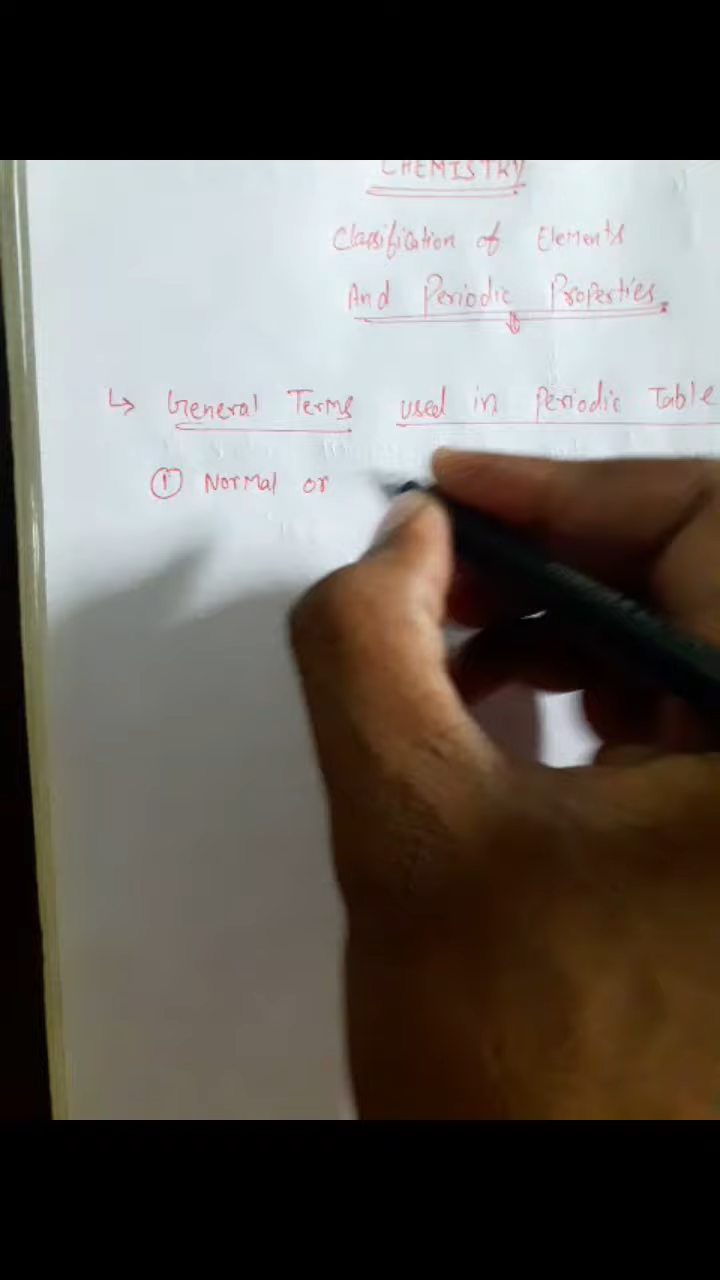 CHEMISTRY
Classification of Elements
And Periodic Properties.
↳ General Terms used in Periodic Table
① Normal or